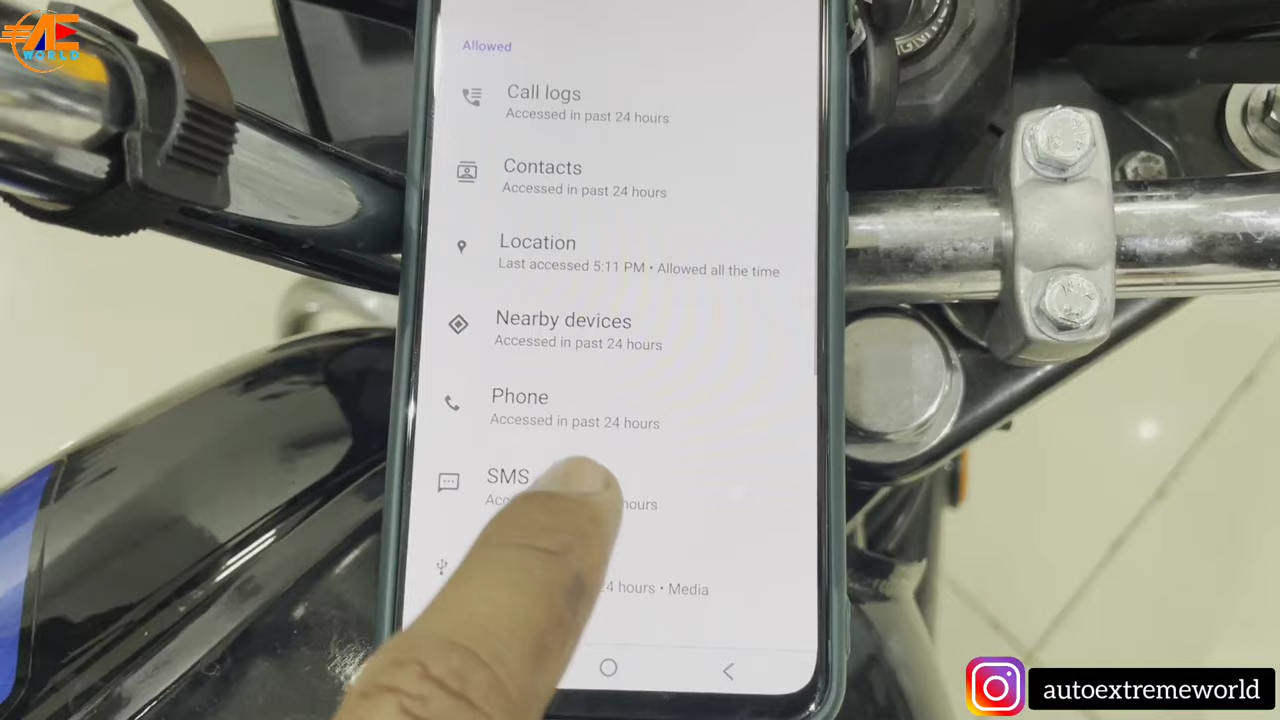 AE
WORLD
Allowed
Call logs
Accessed in past 24 hours
Contacts
Accessed in past 24 hours
Location
Last accessed 5:11 PM • Allowed all the time
Nearby devices
Accessed in past 24 hours
Phone
Accessed in past 24 hours
SMS
hours
24 hours • Media
autoextremeworld